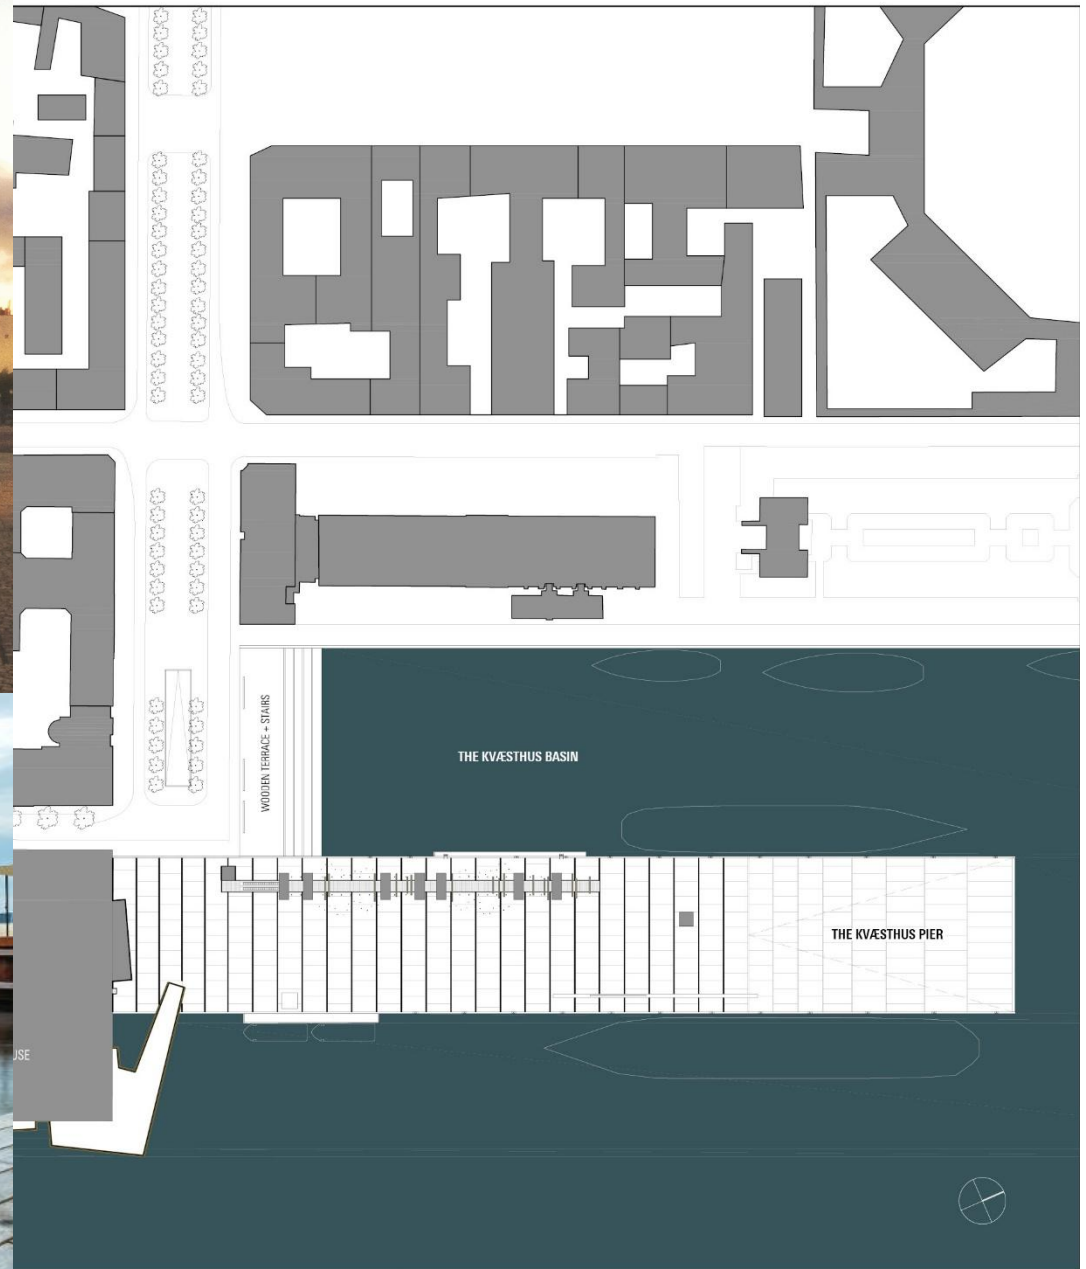 WOODEN TERRACE + STAIRS
THE KVÆSTHUS BASIN
THE KVÆSTHUS PIER
USE